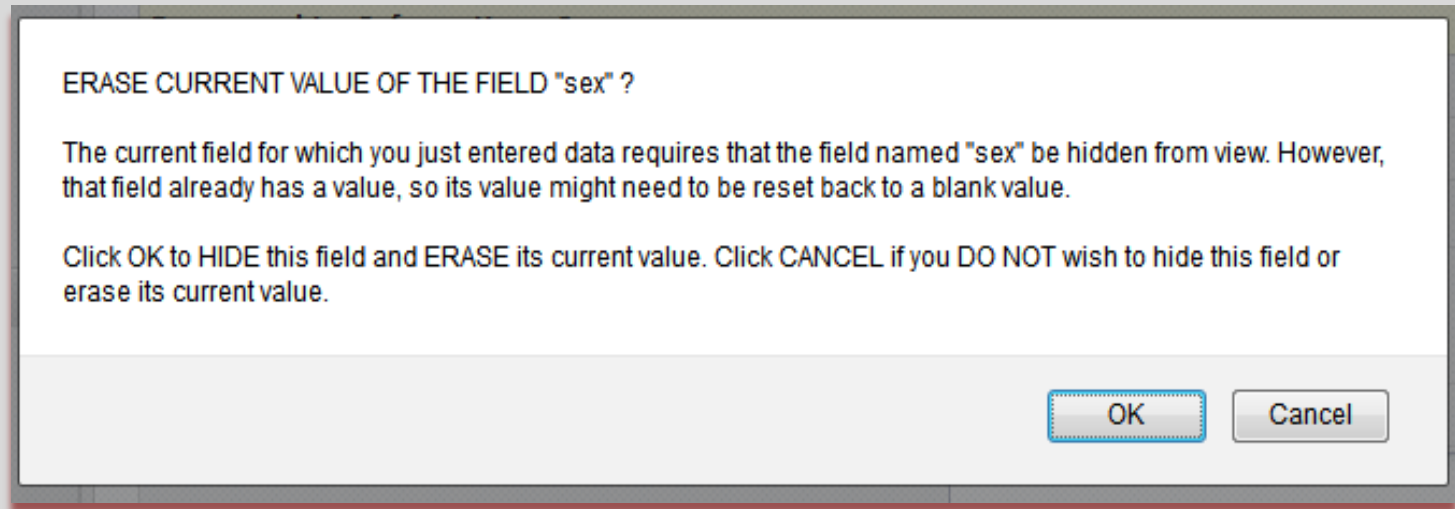 ERASE CURRENT VALUE OF THE FIELD "sex" ?
The current field for which you just entered data requires that the field named "sex" be hidden from view. However,
that field already has a value, so its value might need to be reset back to a blank value.
Click OK to HIDE this field and ERASE its current value. Click CANCEL if you DO NOT wish to hide this field or
erase its current value.
OK Cancel